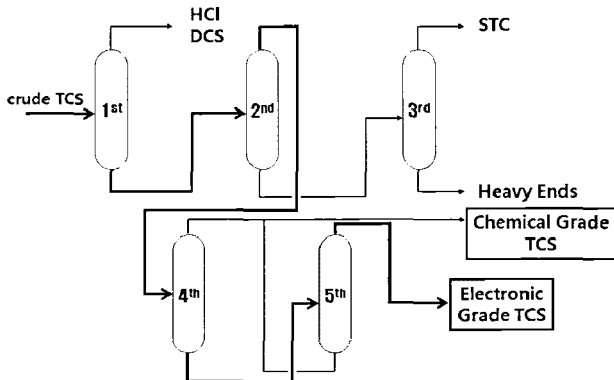 HCl
DCS
STC
crude TCS
1st
2nd
3rd
Heavy Ends
Chemical Grade
TCS
4th
5th
Electronic
Grade TCS